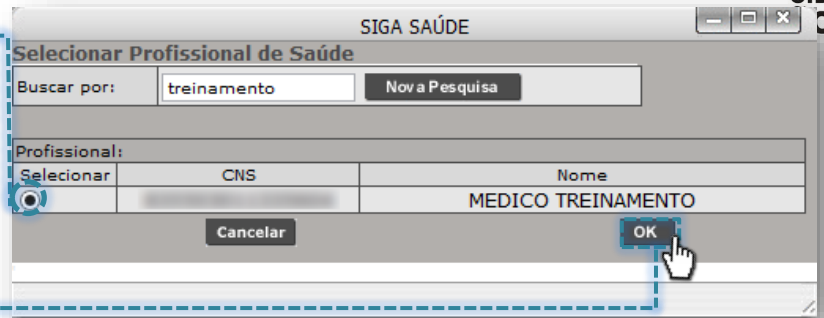 SIGA SAÚDE
Selecionar Profissional de Saúde
Buscar por: treinamento Nova Pesquisa
Profissional:
Selecionar CNS Nome
MEDICO TREINAMENTO
Cancelar OK